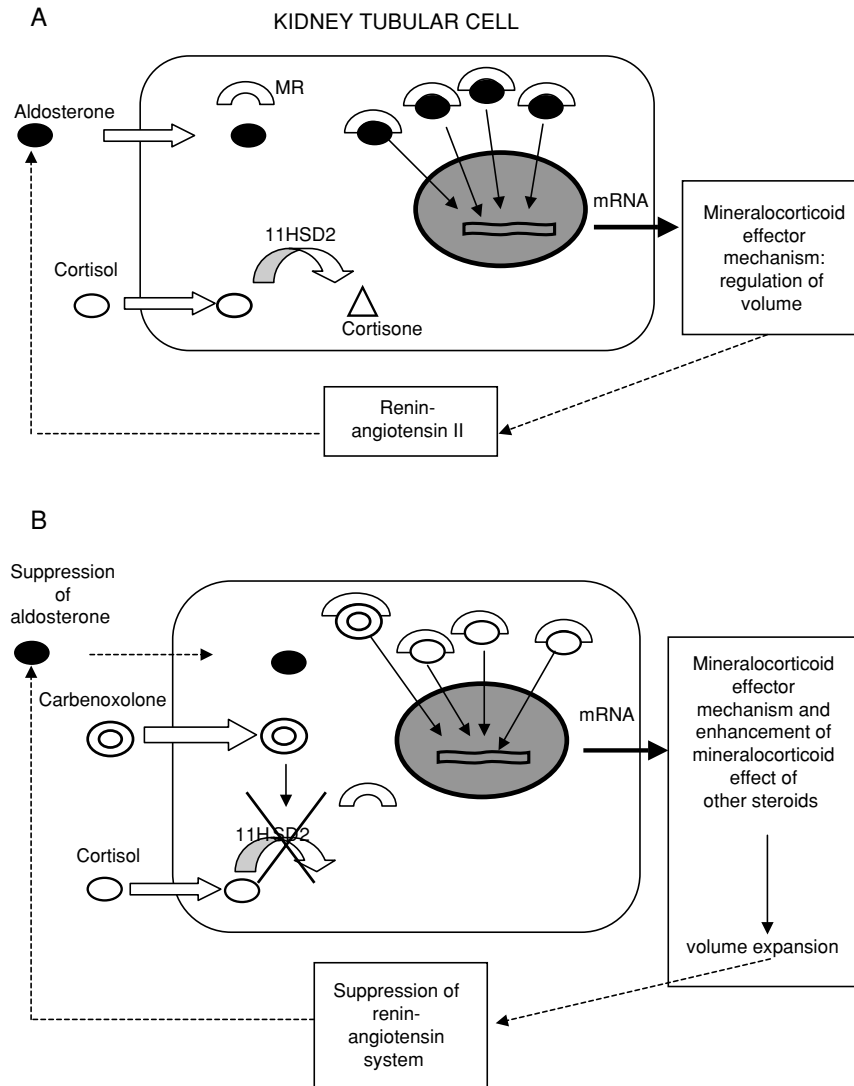 A
KIDNEY TUBULAR CELL
MR
Aldosterone
mRNA
Mineralocorticoid
effector
mechanism:
regulation of
volume
11HSD2
Cortisol
Cortisone
Renin-
angiotensin II
B
Suppression
of
aldosterone
Carbenoxolone
mRNA
Mineralocorticoid
effector
mechanism and
enhancement of
mineralocorticoid
effect of
other steroids
11HSD2
Cortisol
volume expansion
Suppression of
renin-
angiotensin
system